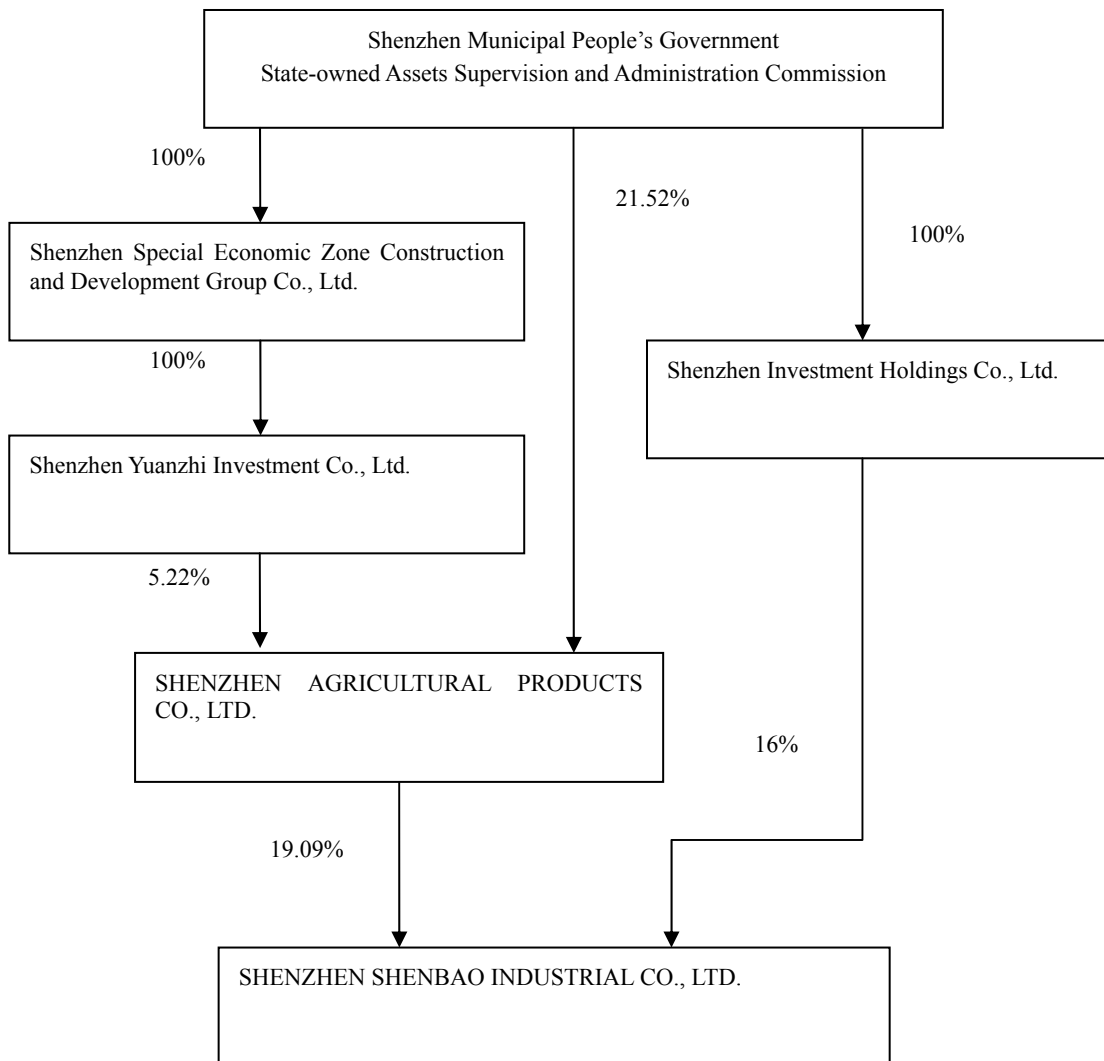 Shenzhen Municipal People’s Government
State-owned Assets Supervision and Administration Commission
100%
21.52%
100%
Shenzhen Special Economic Zone Construction
and Development Group Co., Ltd.
100%
Shenzhen Investment Holdings Co., Ltd.
Shenzhen Yuanzhi Investment Co., Ltd.
5.22%
SHENZHEN AGRICULTURAL PRODUCTS
CO., LTD.
16%
19.09%
SHENZHEN SHENBAO INDUSTRIAL CO., LTD.